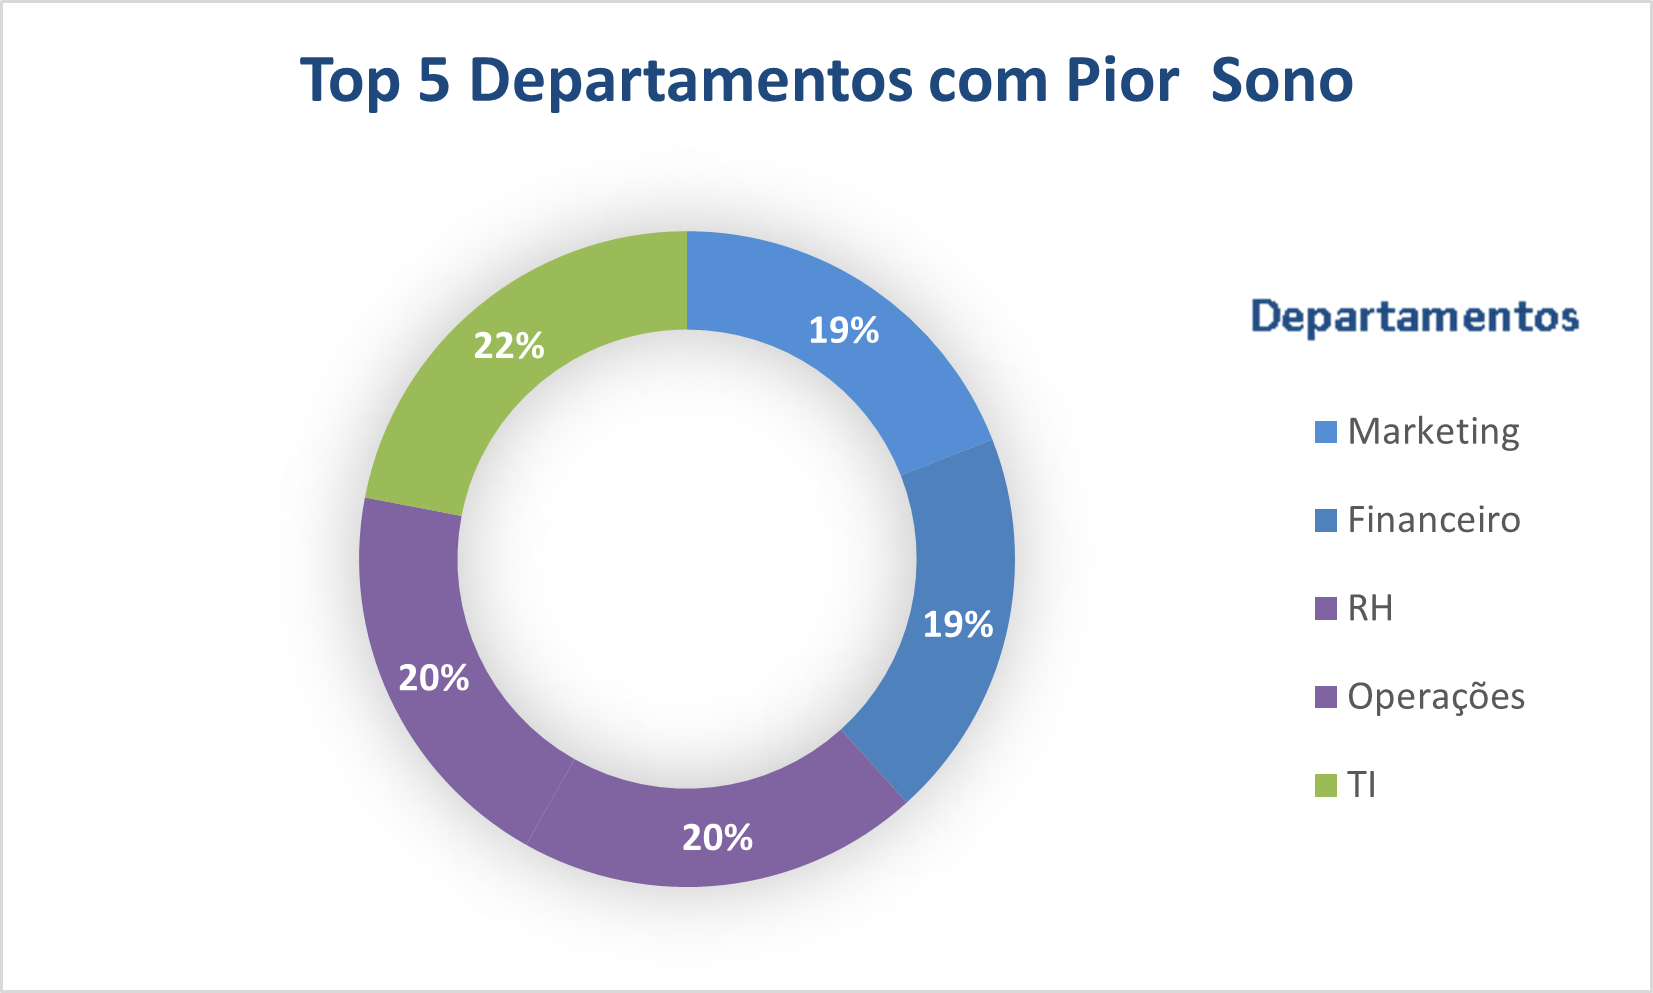 Top 5 Departamentos com Pior  Sono
19%
19%
20%
20%
22%
Departamentos
Marketing
Financeiro
RH
Operações
TI